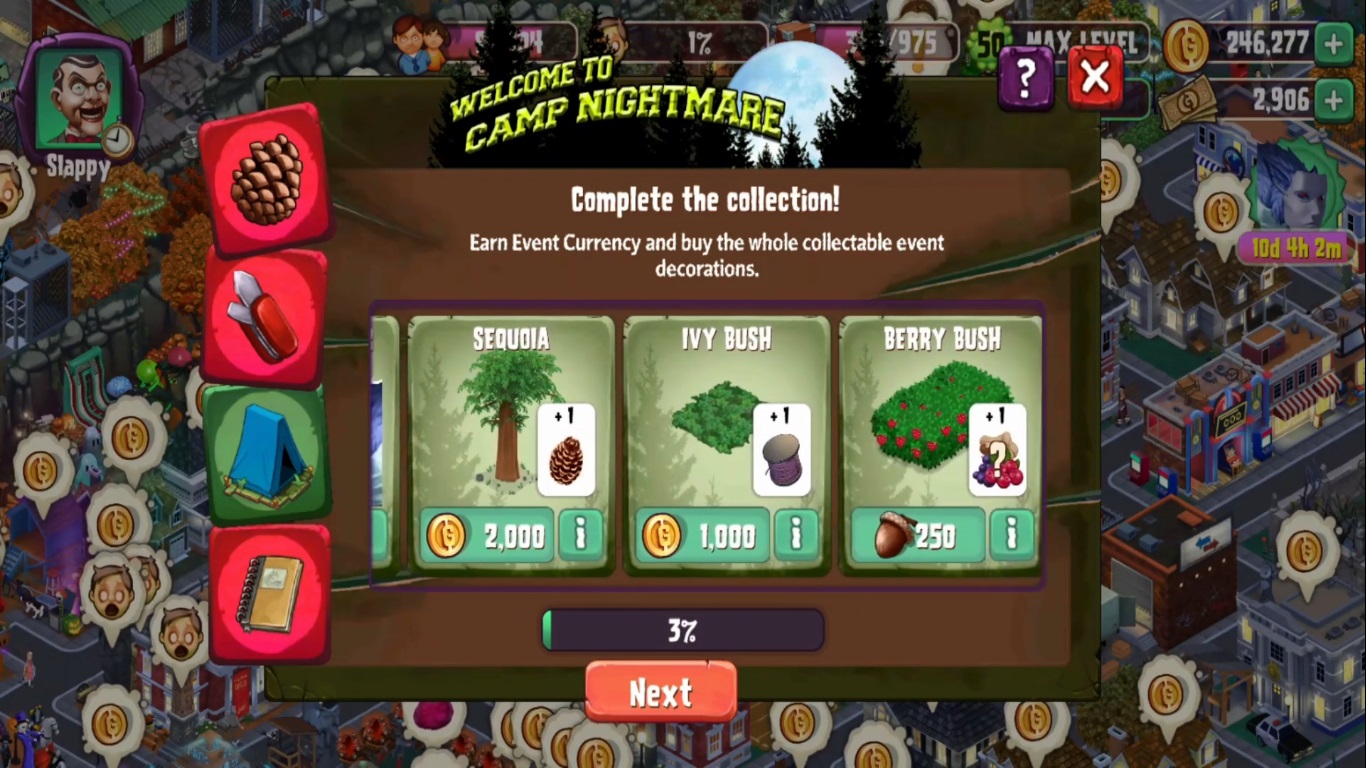 1%
/975
50
MAX LEVEL
246,277
2,906
Slappy
WELCOME TO
CAMP NIGHTMARE
?
X
Complete the collection!
Earn Event Currency and buy the whole collectable event
decorations.
10d 4h 2m
SEQUOIA
IVY BUSH
BERRY BUSH
+1
+1
+1
?
2,000
i
1,000
i
250
i
3%
Next